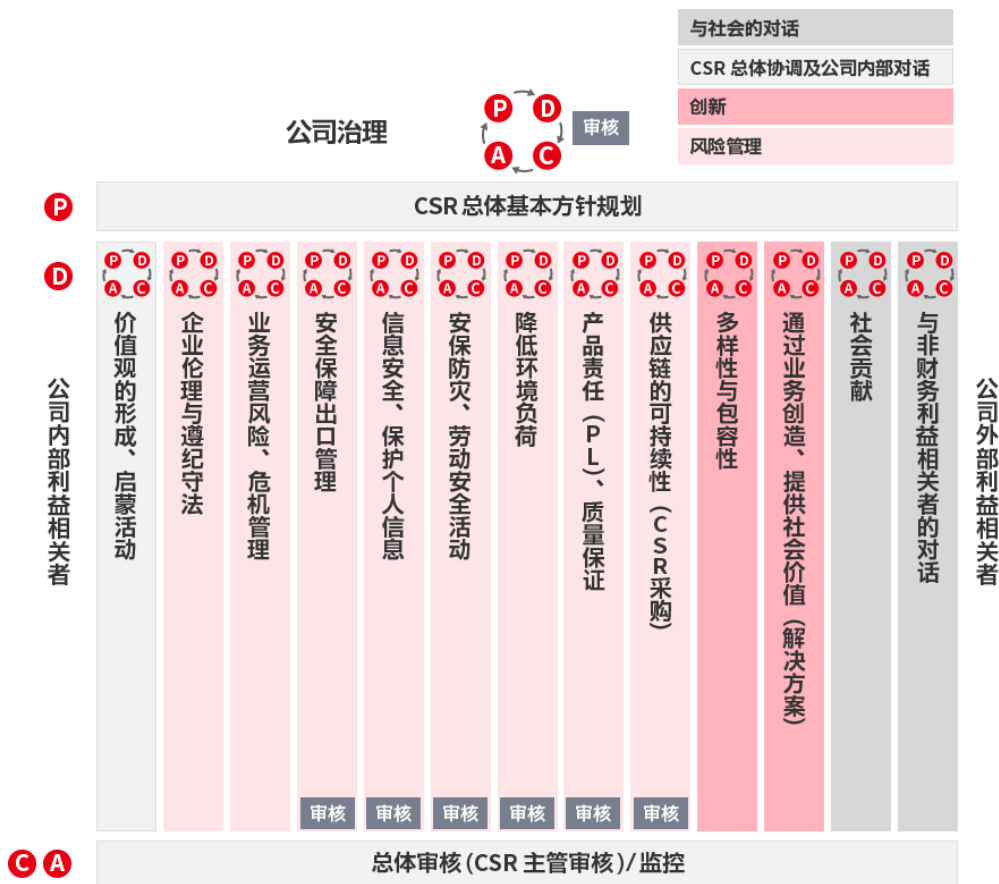 与社会的对话
CSR 总体协调及公司内部对话
创新
风险管理
公司治理
P D
A C
审核
P
CSR总体基本方针规划
D
P D
A C
P D
A C
P D
A C
P D
A C
P D
A C
P D
A C
P D
A C
P D
A C
P D
A C
P D
A C
P D
A C
P D
A C
P D
A C
公司内部利益相关者
价值观的形成、启蒙活动
企业伦理与遵纪守法
业务运营风险、危机管理
安全保障出口管理
信息安全、保护个人信息
安保防灾、劳动安全活动
降低环境负荷
产品责任（PL）、质量保证
供应链的可持续性（CSR采购）
多样性与包容性
通过业务创造、提供社会价值（解决方案）
社会贡献
与非财务利益相关者的对话
公司外部利益相关者
审核
审核
审核
审核
审核
审核
C A
总体审核(CSR 主管审核)/监控